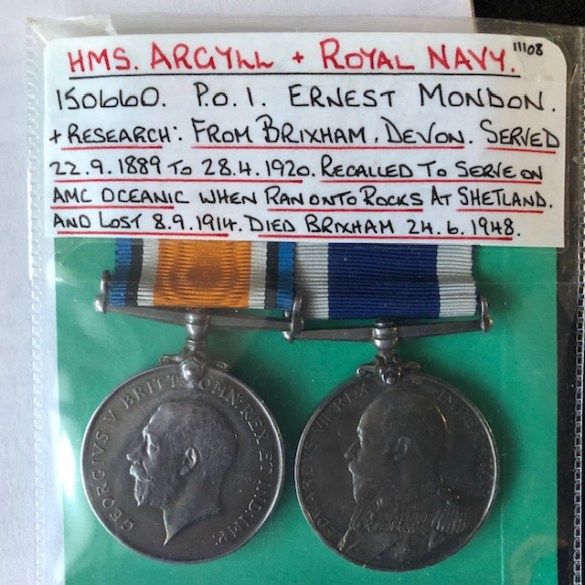 HMS. ARGYLL + ROYAL NAVY.
11108
150660. P.O.1. ERNEST MONDON.
+ RESEARCH: FROM BRIXHAM, DEVON. SERVED
22.9.1889 TO 28.4.1920. RECALLED TO SERVE ON
AMC OCEANIC WHEN RAN ONTO ROCKS AT SHETLAND.
AND LOST 8.9.1914. DIED BRIXHAM 24.6.1948.
GEORGIVS V BRITT: OMN: REX ET IND: IMP:
VII REX